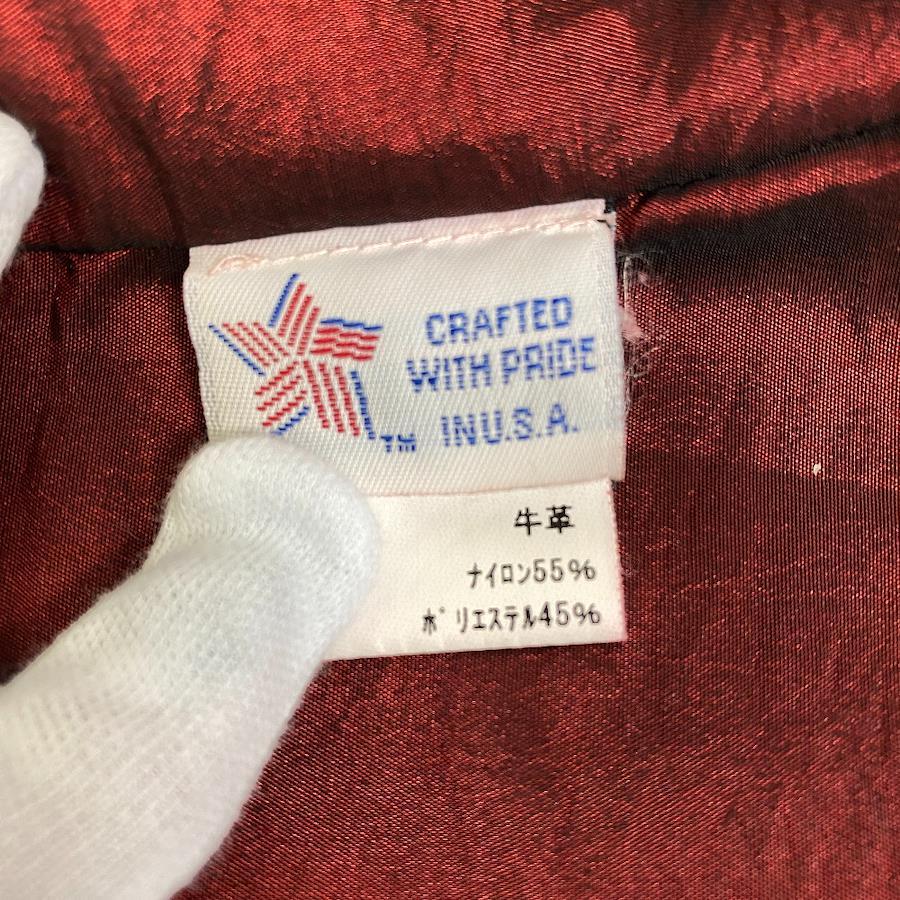 CRAFTED
WITH PRIDE
IN U.S.A.
TM
牛革
ナイロン55%
ポリエステル45%